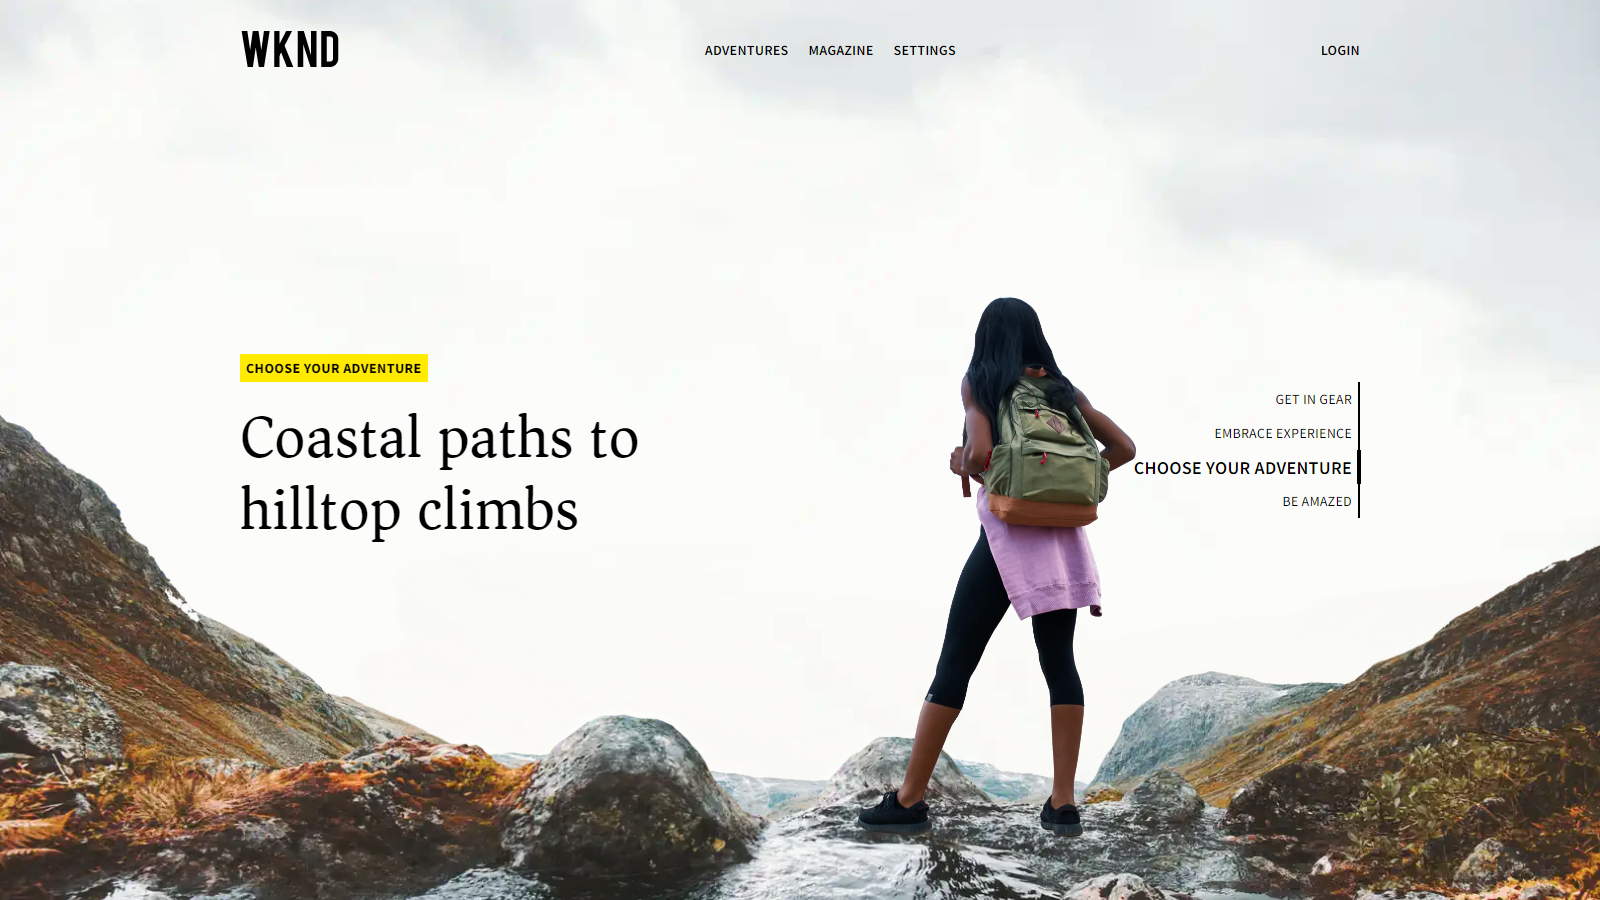 WKND
ADVENTURES MAGAZINE SETTINGS
LOGIN
CHOOSE YOUR ADVENTURE
Coastal paths to
hilltop climbs
GET IN GEAR
EMBRACE EXPERIENCE
CHOOSE YOUR ADVENTURE
BE AMAZED